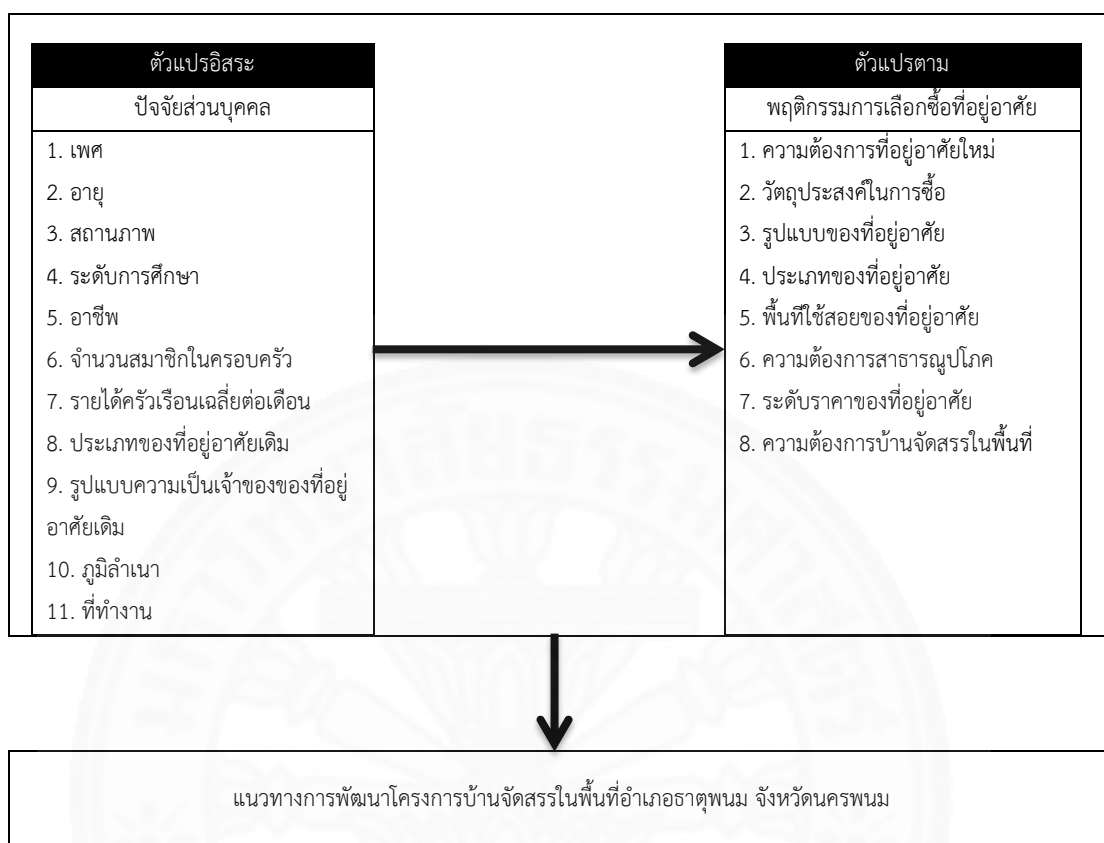 ตัวแปรอิสระ
ปัจจัยส่วนบุคคล
1. เพศ
2. อายุ
3. สถานภาพ
4. ระดับการศึกษา
5. อาชีพ
6. จำนวนสมาชิกในครอบครัว
7. รายได้ครัวเรือนเฉลี่ยต่อเดือน
8. ประเภทของที่อยู่อาศัยเดิม
9. รูปแบบความเป็นเจ้าของของที่อยู่
อาศัยเดิม
10. ภูมิลำเนา
11. ที่ทำงาน
ตัวแปรตาม
พฤติกรรมการเลือกซื้อที่อยู่อาศัย
1. ความต้องการที่อยู่อาศัยใหม่
2. วัตถุประสงค์ในการซื้อ
3. รูปแบบของที่อยู่อาศัย
4. ประเภทของที่อยู่อาศัย
5. พื้นที่ใช้สอยของที่อยู่อาศัย
6. ความต้องการสาธารณูปโภค
7. ระดับราคาของที่อยู่อาศัย
8. ความต้องการบ้านจัดสรรในพื้นที่
แนวทางการพัฒนาโครงการบ้านจัดสรรในพื้นที่อำเภอธาตุพนม จังหวัดนครพนม